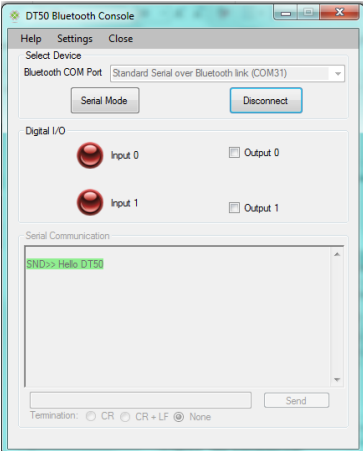 DT50 Bluetooth Console
Help Settings Close
Select Device
Bluetooth COM Port Standard Serial over Bluetooth link (COM31)
Serial Mode Disconnect
Digital I/O
Input 0 Output 0
Input 1 Output 1
Serial Communication
SND>> Hello DT50
Send
Termination: CR CR + LF None